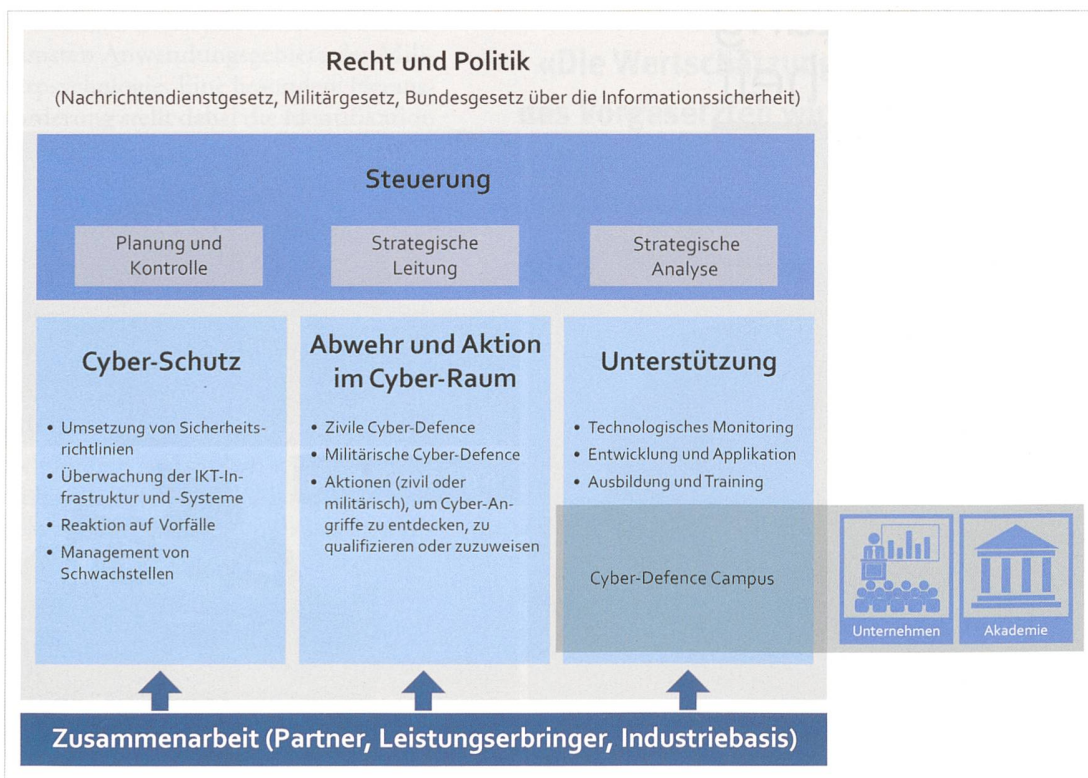 Recht und Politik
(Nachrichtendienstgesetz, Militärgesetz, Bundesgesetz über die Informationssicherheit)
Steuerung
Planung und
Kontrolle
Strategische
Leitung
Strategische
Analyse
Cyber-Schutz
• Umsetzung von Sicherheits-
richtlinien
• Überwachung der IKT-In-
frastruktur und -Systeme
• Reaktion auf Vorfälle
• Management von
Schwachstellen
Abwehr und Aktion
im Cyber-Raum
• Zivile Cyber-Defence
• Militärische Cyber-Defence
• Aktionen (zivil oder
militärisch), um Cyber-An-
griffe zu entdecken, zu
qualifizieren oder zuzuweisen
Unterstützung
• Technologisches Monitoring
• Entwicklung und Applikation
• Ausbildung und Training
Cyber-Defence Campus
Unternehmen
Akademie
Zusammenarbeit (Partner, Leistungserbringer, Industriebasis)